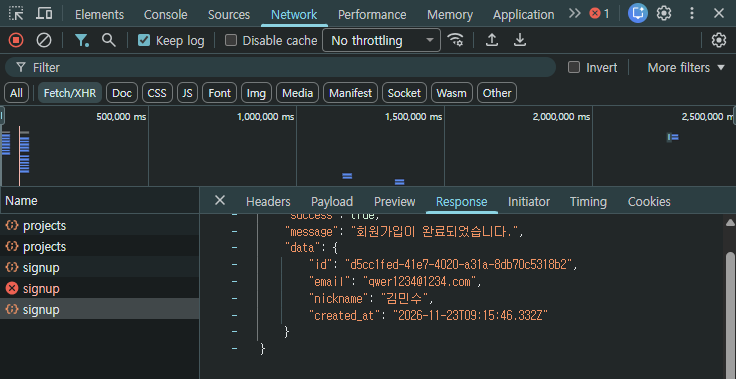 Elements Console Sources Network Performance Memory Application 1
Keep log Disable cache No throttling
Filter Invert More filters
All Fetch/XHR Doc CSS JS Font Img Media Manifest Socket Wasm Other
500,000 ms 1,000,000 ms 1,500,000 ms 2,000,000 ms 2,500,000 m
Name Headers Payload Preview Response Initiator Timing Cookies
projects
projects
signup
signup
signup
"success": true,
"message": "회원가입이 완료되었습니다.",
"data": {
"id": "d5cc1fed-41e7-4020-a31a-8db70c5318b2",
"email": "qwer1234@1234.com",
"nickname": "김민수",
"created_at": "2026-11-23T09:15:46.332Z"
}
}